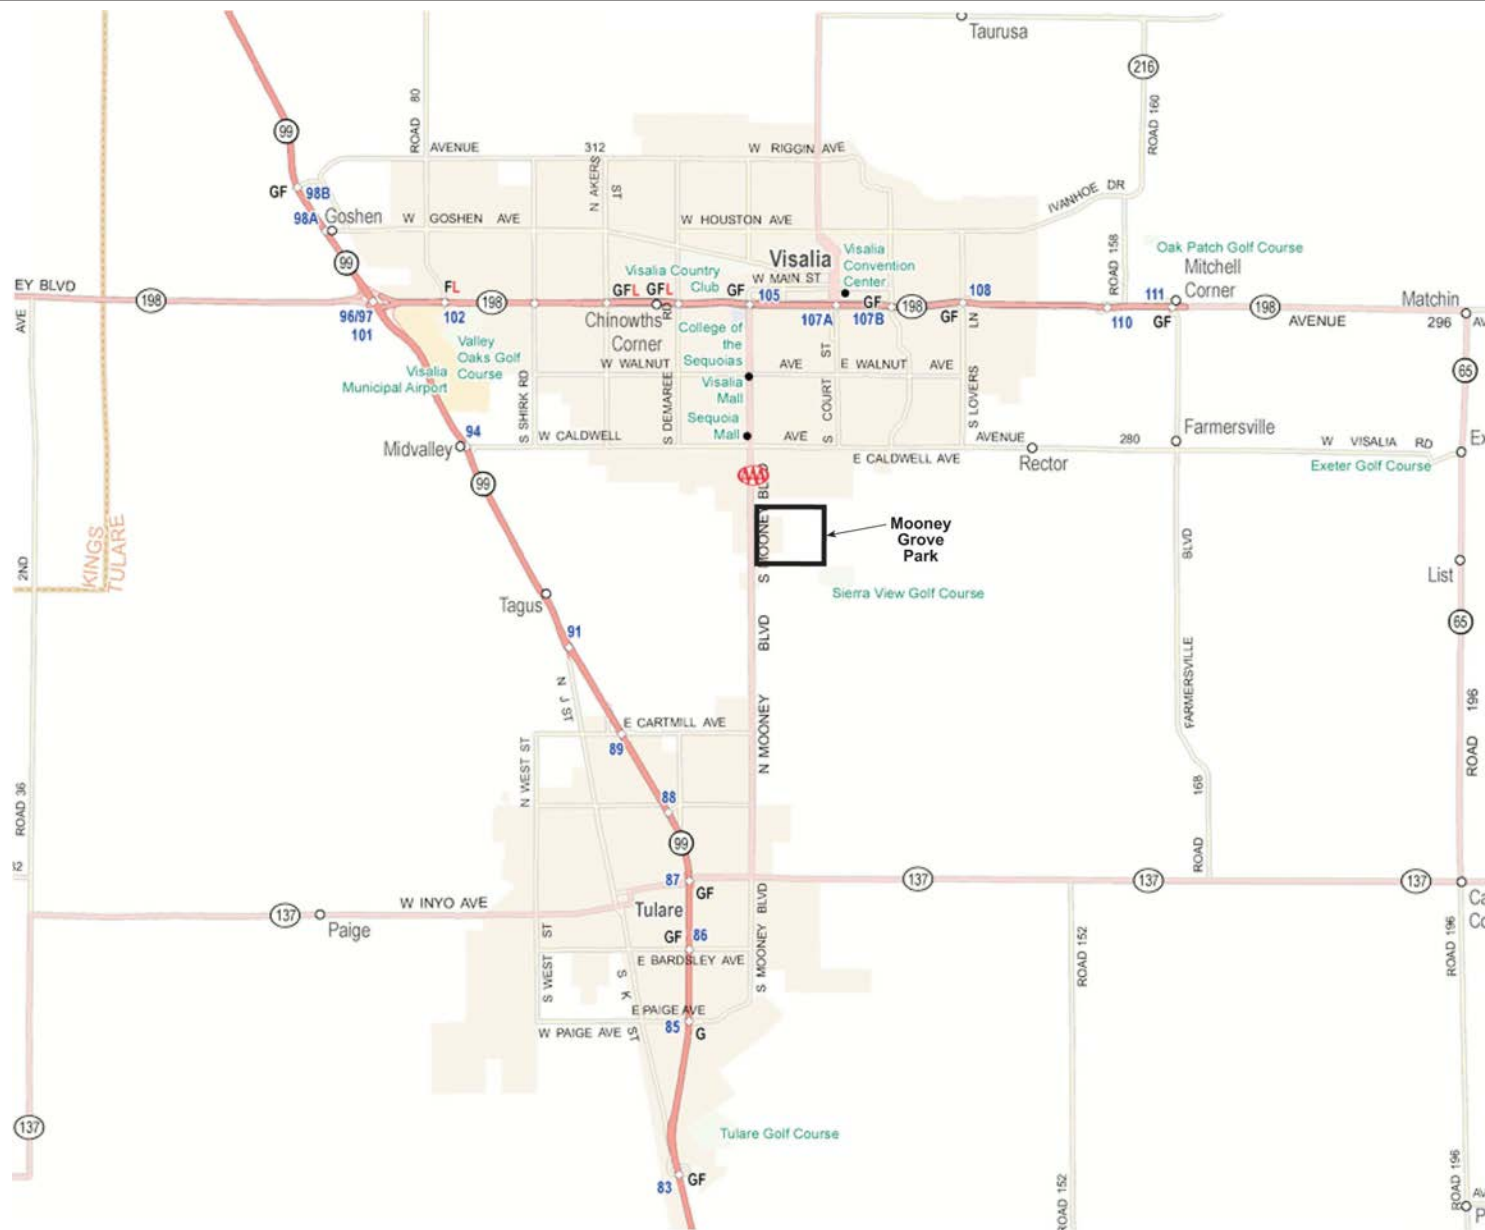 Taurusa
216
ROAD 80
ROAD 160
99
AVENUE
312
W RIGGIN AVE
N AKERS ST
GF
98B
98A
Goshen
W GOSHEN AVE
W HOUSTON AVE
IVANHOE DR
ROAD 158
Oak Patch Golf Course
Mitchell
Corner
99
Visalia
Visalia
Convention
Center
Visalia Country
Club
W MAIN ST
EY BLVD
198
FL
198
GFL
GFL
GF
105
GF
198
108
111
198
Matchin
96/97
101
102
Chinowths
Corner
RD
107A
107B
GF
LN
110
GF
AVENUE
296
AVE
College of
the
Sequoias
Valley
Oaks Golf
Course
Visalia
Municipal Airport
W WALNUT
AVE
E WALNUT
AVE
65
Visalia
Mall
Sequoia
Mall
S SHIRK RD
S DEMAREE
S COURT ST
S LOVERS
94
Midvalley
W CALDWELL
AVE
AVENUE
280
Farmersville
W VISALIA RD
Ex
E CALDWELL AVE
Rector
Exeter Golf Course
AAA
99
S MOONEY BLVD
Mooney
Grove
Park
KINGS
TULARE
2ND
BLVD
List
Tagus
Sierra View Golf Course
91
BLVD
65
N J ST
E CARTMILL AVE
89
N WEST ST
N MOONEY
FARMERSVILLE
ROAD 196
ROAD 36
88
168
99
ROAD
87
GF
137
137
137
W INYO AVE
137
Paige
Tulare
S MOONEY BLVD
Ca
Co
GF
86
E BARDSLEY AVE
S WEST ST
S K ST
ROAD 152
ROAD 196
E PAIGE AVE
W PAIGE AVE
85
G
137
Tulare Golf Course
83
GF
ROAD 152
ROAD 196
P